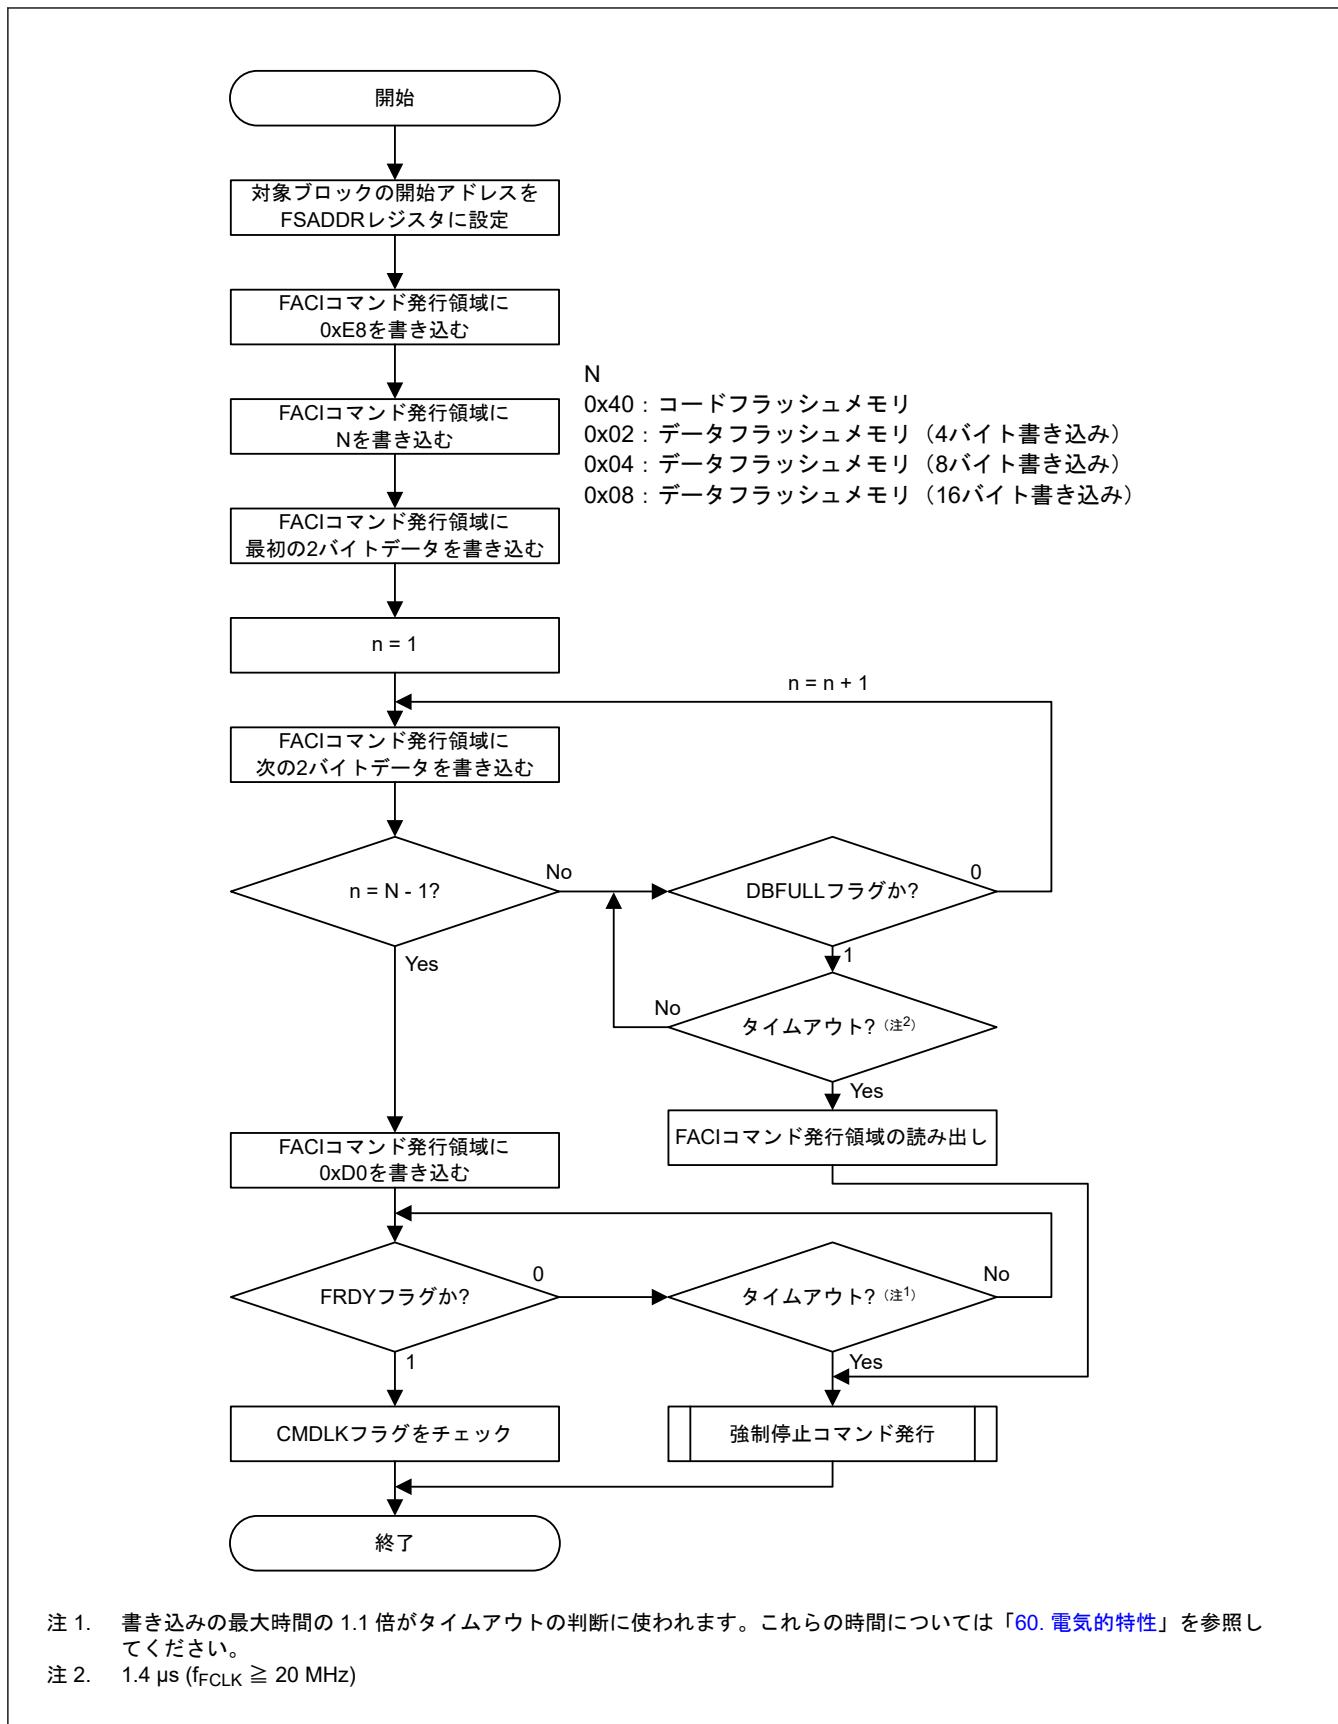 開始
対象ブロックの開始アドレスを
FSADDRレジスタに設定
FACIコマンド発行領域に
0xE8を書き込む
FACIコマンド発行領域に
Nを書き込む
N
0x40：コードフラッシュメモリ
0x02：データフラッシュメモリ（4バイト書き込み）
0x04：データフラッシュメモリ（8バイト書き込み）
0x08：データフラッシュメモリ（16バイト書き込み）
FACIコマンド発行領域に
最初の2バイトデータを書き込む
n = 1
n = n + 1
FACIコマンド発行領域に
次の2バイトデータを書き込む
n = N - 1?
No
DBFULLフラグか?
0
Yes
1
No
タイムアウト?（注2）
Yes
FACIコマンド発行領域の読み出し
FACIコマンド発行領域に
0xD0を書き込む
FRDYフラグか?
0
タイムアウト?（注1）
No
1
Yes
CMDLKフラグをチェック
強制停止コマンド発行
終了
注 1. 書き込みの最大時間の 1.1 倍がタイムアウトの判断に使われます。これらの時間については「60. 電気的特性」を参照し
てください。
注 2. 1.4 µs (fFCLK ≧ 20 MHz)